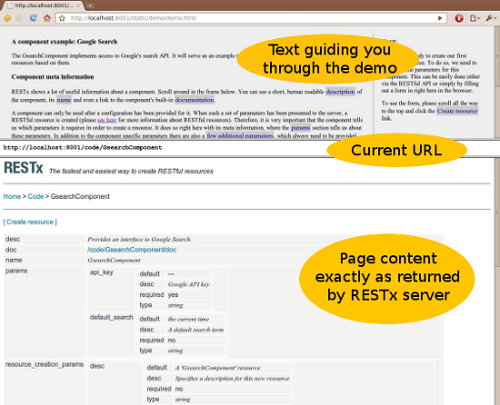 http://localhost:8001/static/demo/demo.html
A component example: Google Search
The GsearchComponent implements access to Google's search API. It will serve as an example
Component meta information
RESTx shows a lot of useful information about a component. Scroll around in the frame below. You can see a short, human readable description of
the component, its name and even a link to the component's built-in documentation.
A component can only be used after a configuration has been provided for it. When such a set of parameters has been presented to the server, a
RESTful resource is created (please see here for more information about RESTful resources). Therefore, it is very important that the component tells
us which parameters it requires in order to create a resource. It does so right here with its meta information, where the params section tells us about
these parameters. In addition to the component specific parameters there are also a few additional parameters, which always need to be provided
resources based on them.
ady to create our first
resource. To do so, we need to
parameters for this
component. This can be easily done either
via the RESTful API or simply by filling
out a form in right here in the browser.
To see the form, please scroll all the way
to the top and click the Create resource
link.
Text guiding you
through the demo
http://localhost:8001/code/GsearchComponent
Current URL
RESTx The fastest and easiest way to create RESTful resources
Home > Code > GsearchComponent
[ Create resource ]
desc Provides an interface to Google Search.
doc /code/GsearchComponent/doc
name GsearchComponent
params api_key default —
desc Google API key
required yes
type string
default_search default the current time
desc A default search term
required no
type string
resource_creation_params desc default A 'GsearchComponent' resource
desc Specifies a description for this new resource
required no
type string
Page content
exactly as returned
by RESTx server